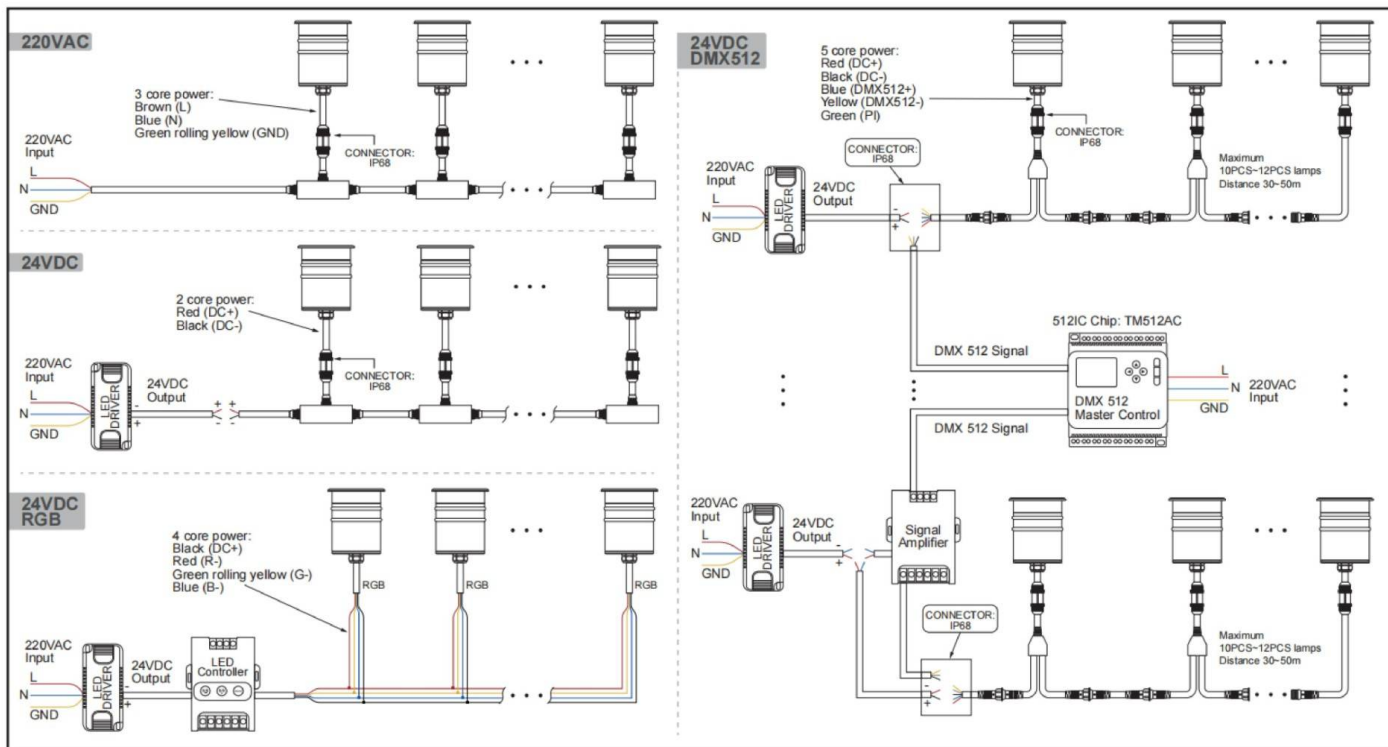 220VAC
3 core power:
Brown (L)
Blue (N)
Green rolling yellow (GND)
CONNECTOR:
IP68
220VAC
Input
L
N
GND
24VDC
2 core power:
Red (DC+)
Black (DC-)
CONNECTOR:
IP68
220VAC
Input
L
N
GND
LED
DRIVER
24VDC
Output
-
+
+ +
- -
24VDC
RGB
4 core power:
Black (DC+)
Red (R-)
Green rolling yellow (G-)
Blue (B-)
RGB
RGB
RGB
220VAC
Input
L
N
GND
LED
DRIVER
24VDC
Output
-
+
LED
Controller
24VDC
DMX512
5 core power:
Red (DC+)
Black (DC-)
Blue (DMX512+)
Yellow (DMX512-)
Green (PI)
CONNECTOR:
IP68
CONNECTOR:
IP68
Maximum
10PCS~12PCS lamps
Distance 30~50m
220VAC
Input
L
N
GND
LED
DRIVER
24VDC
Output
-
+
512IC Chip: TM512AC
DMX 512 Signal
DMX 512
Master Control
L
N
GND
220VAC
Input
DMX 512 Signal
220VAC
Input
L
N
GND
LED
DRIVER
24VDC
Output
-
+
Signal
Amplifier
CONNECTOR:
IP68
-
+
Maximum
10PCS~12PCS lamps
Distance 30~50m